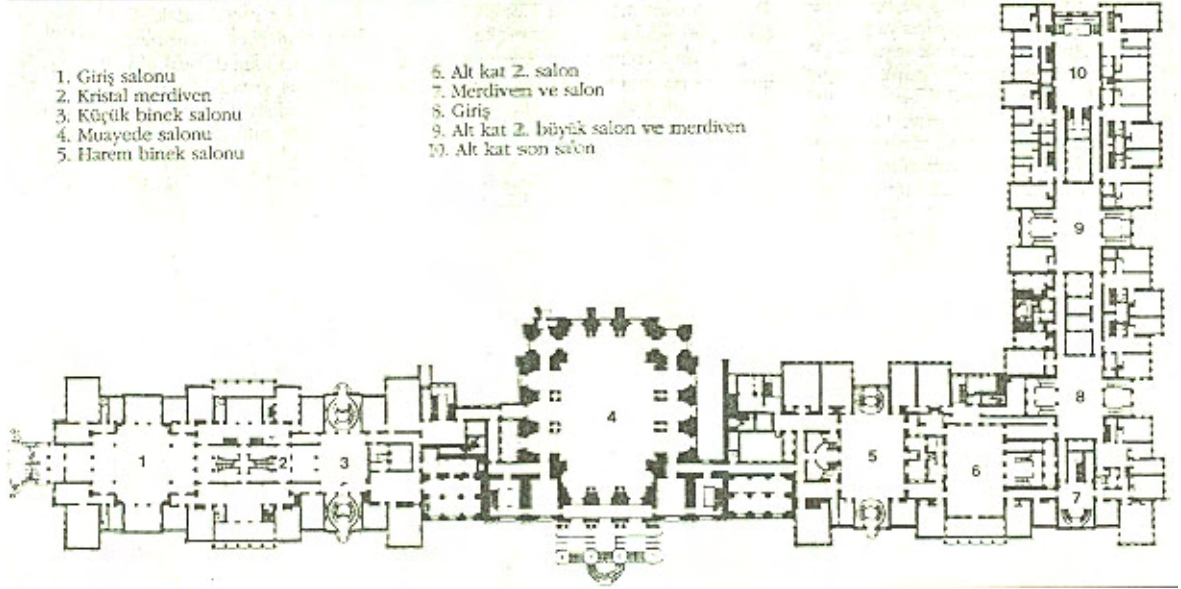 1. Giriş salonu
2. Kristal merdiven
3. Küçük binek salonu
4. Muayede salonu
5. Harem binek salonu
6. Alt kat 2. salon
7. Merdivem ve salon
8. Giriş
9. Alt kat 2. büyük salon ve merdiven
10. Alt kat son salon
10
9
8
4
1
2
3
5
6
7